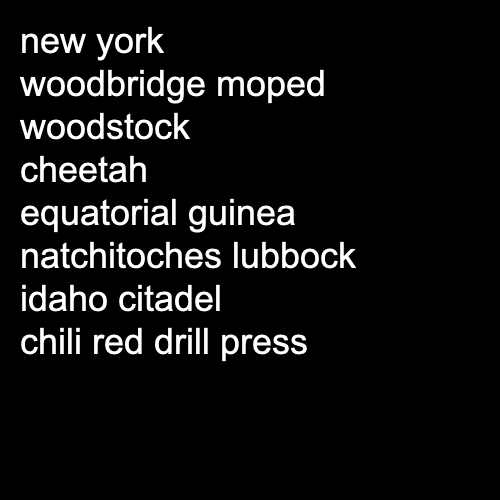 new york
woodbridge moped
woodstock
cheetah
equatorial guinea
natchitoches lubbock
idaho citadel
chili red drill press